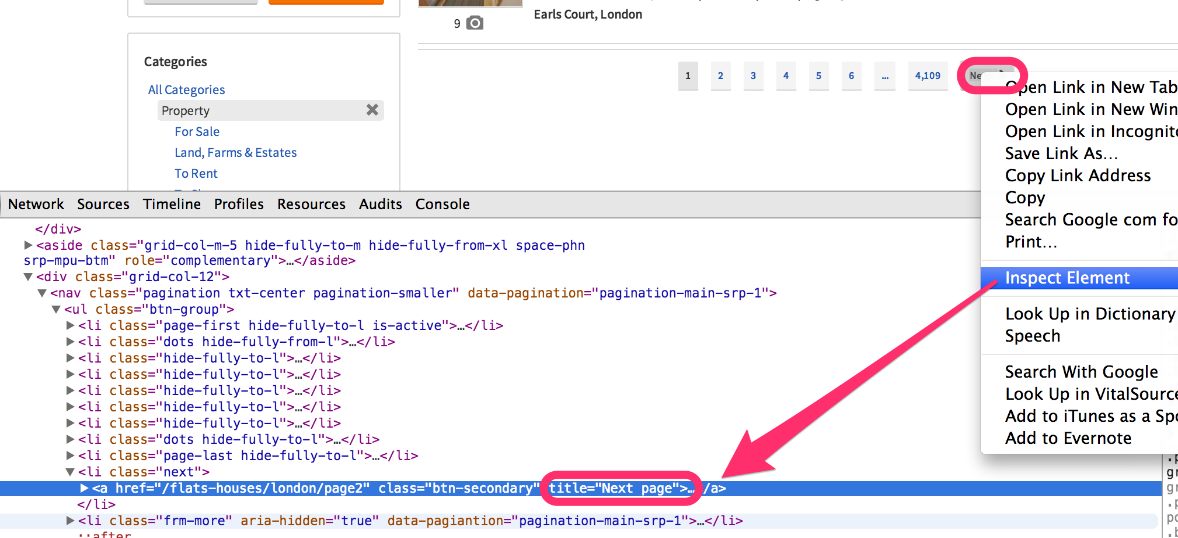 Earls Court, London
9
Categories
All Categories
Property
For Sale
Land, Farms & Estates
To Rent
1 2 3 4 5 6 ... 4,109
Open Link in New Tab
Open Link in New Win
Open Link in Incognito
Save Link As…
Copy Link Address
Copy
Search Google com fo
Print…
Inspect Element
Look Up in Dictionary
Speech
Search With Google
Look Up in VitalSource
Add to iTunes as a Spo
Add to Evernote
Network Sources Timeline Profiles Resources Audits Console
</div>
<aside class="grid-col-m-5 hide-fully-to-m hide-fully-from-xl space-phn
srp-mpu-btm" role="complementary">…</aside>
<div class="grid-col-12">
<nav class="pagination txt-center pagination-smaller" data-pagination="pagination-main-srp-1">
<ul class="btn-group">
<li class="page-first hide-fully-to-l is-active">…</li>
<li class="dots hide-fully-from-l">…</li>
<li class="hide-fully-to-l">…</li>
<li class="hide-fully-to-l">…</li>
<li class="hide-fully-to-l">…</li>
<li class="hide-fully-to-l">…</li>
<li class="hide-fully-to-l">…</li>
<li class="dots hide-fully-to-l">…</li>
<li class="page-last hide-fully-to-l">…</li>
<li class="next">
<a href="/flats-houses/london/page2" class="btn-secondary" title="Next page">…/a>
</li>
<li class="frm-more" aria-hidden="true" data-pagiantion="pagination-main-srp-1">…</li>
::after